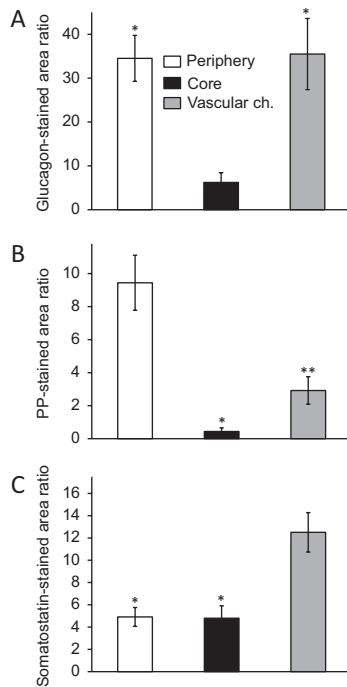 A
Glucagon-stained area ratio
40
30
20
10
0
*
*
Periphery
Core
Vascular ch.
B
PP-stained area ratio
10
8
6
4
2
0
*
**
C
Somatostatin-stained area ratio
16
14
12
10
8
6
4
2
0
*
*